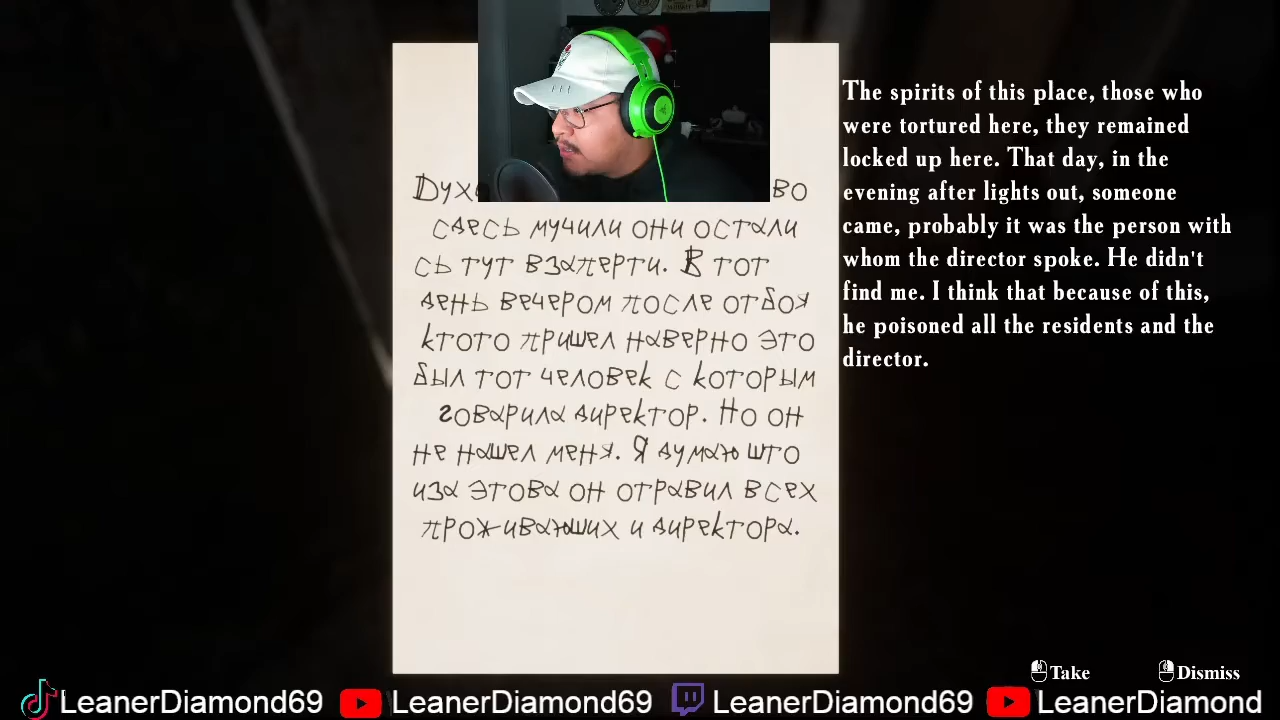 Дух во
сдесь мучили они остали
сь тут взаперти. В тот
день вечером после отбоя
ктото пришел наверно это
был тот человек с которым
говарила директор. Но он
не нашел меня. Я думаю што
иза этова он отравил всех
проживаюших и директора.
The spirits of this place, those who
were tortured here, they remained
locked up here. That day, in the
evening after lights out, someone
came, probably it was the person with
whom the director spoke. He didn't
find me. I think that because of this,
he poisoned all the residents and the
director.
Take Dismiss
LeanerDiamond69 LeanerDiamond69 LeanerDiamond69 LeanerDiamond